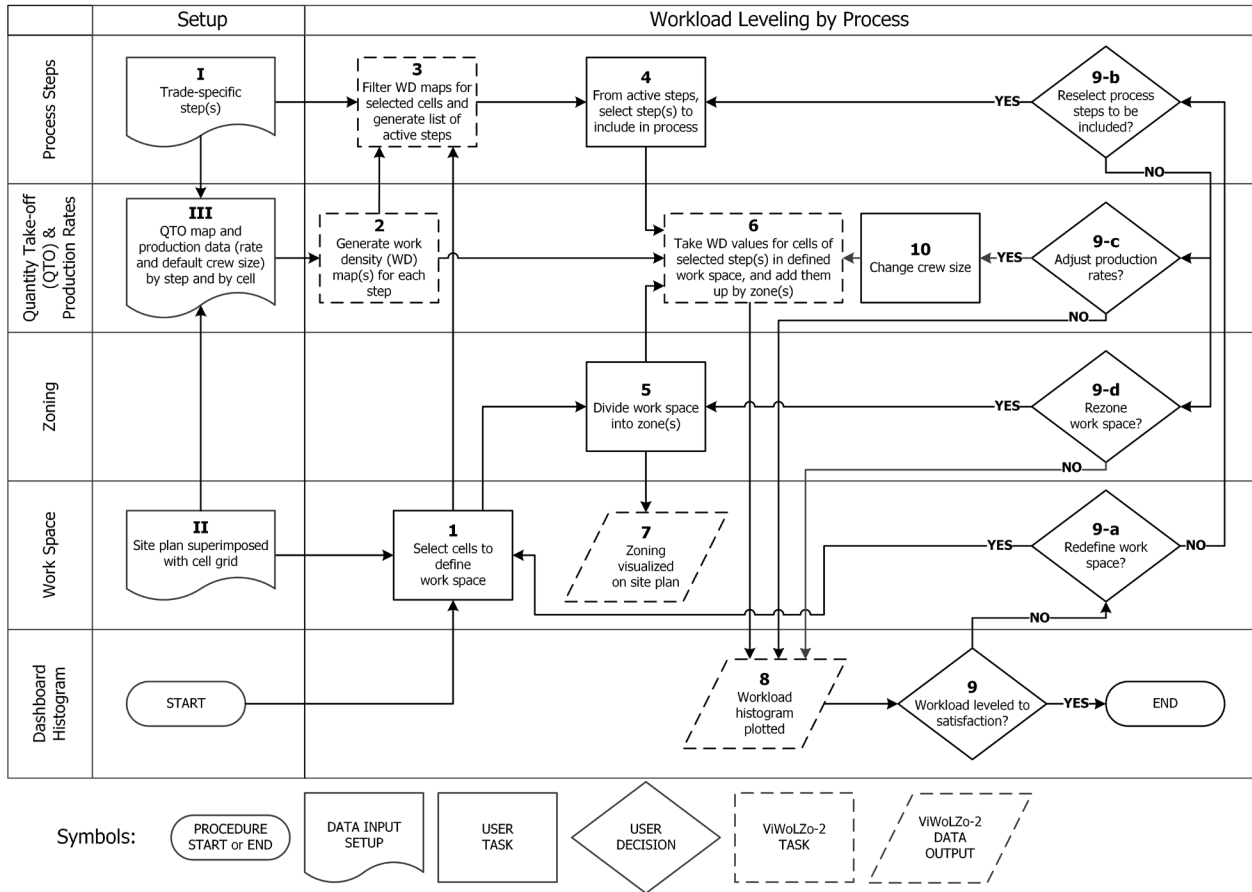 Setup
Workload Leveling by Process
Process Steps
I
Trade-specific
step(s)
3
Filter WD maps for
selected cells and
generate list of
active steps
4
From active steps,
select step(s) to
include in process
YES
9-b
Reselect process
steps to be
included?
NO
Quantity Take-off
(QTO) &
Production Rates
III
QTO map and
production data (rate
and default crew size)
by step and by cell
2
Generate work
density (WD)
map(s) for each
step
6
Take WD values for cells of
selected step(s) in defined
work space, and add them
up by zone(s)
10
Change crew size
YES
9-c
Adjust production
rates?
NO
Zoning
5
Divide work space
into zone(s)
YES
9-d
Rezone
work space?
NO
Work Space
II
Site plan superimposed
with cell grid
1
Select cells to
define
work space
7
Zoning
visualized
on site plan
YES
9-a
Redefine work
space?
NO
NO
Dashboard
Histogram
START
8
Workload
histogram
plotted
9
Workload leveled to
satisfaction?
YES
END
Symbols:
PROCEDURE
START or END
DATA INPUT
SETUP
USER
TASK
USER
DECISION
ViWoLZo-2
TASK
ViWoLZo-2
DATA
OUTPUT